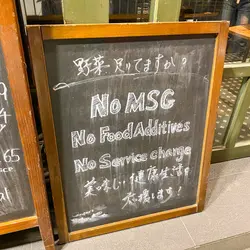 野菜足りてますか?
No MSG
No Food Additives
No Service charge
美味しい健康生活を
応援します!
65